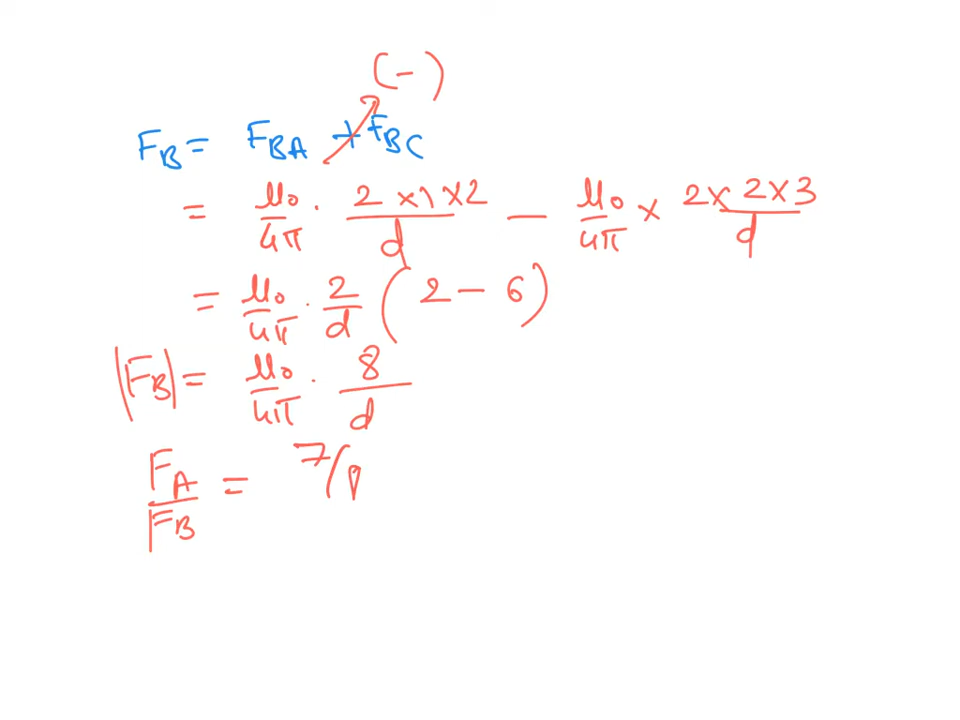 (-)
F_B = F_BA + F_BC
= μ₀/4π · 2×1×2/d — μ₀/4π × 2×2×3/d
= μ₀/4π · 2/d (2 - 6)
|F_B| = μ₀/4π · 8/d
F_A/F_B = 7/